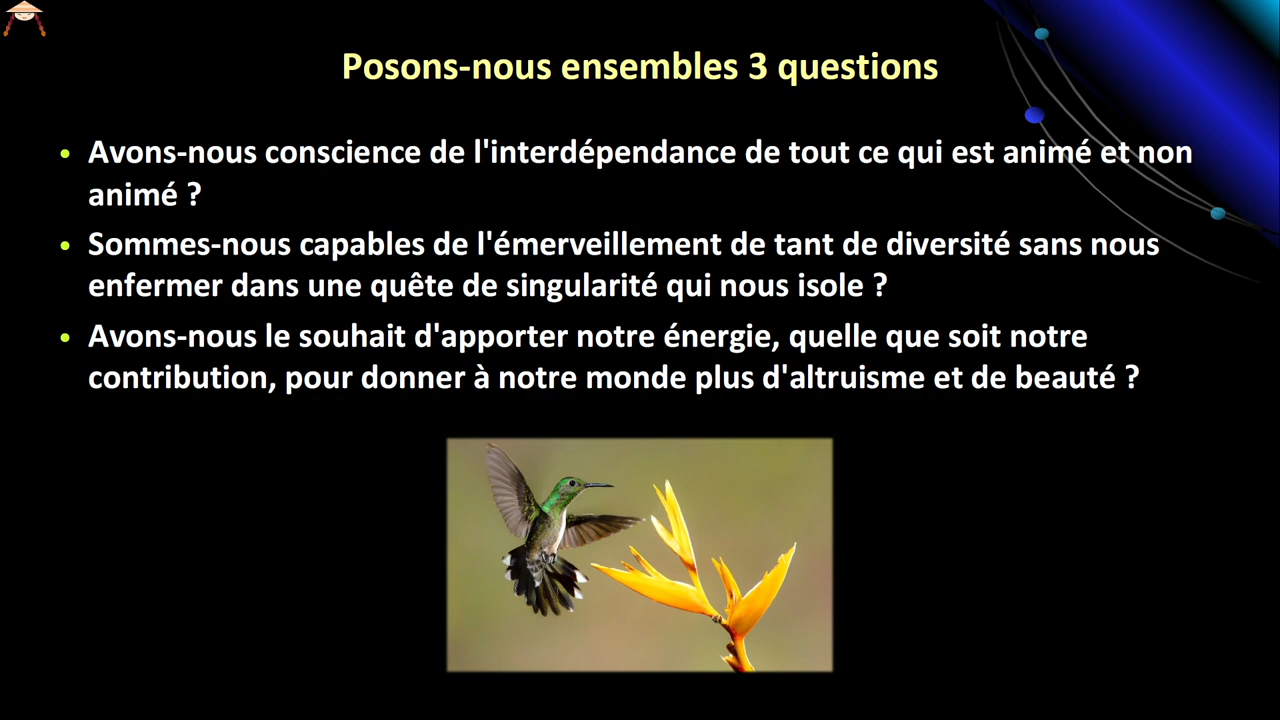 Posons-nous ensembles 3 questions
Avons-nous conscience de l'interdépendance de tout ce qui est animé et non
animé ?
Sommes-nous capables de l'émerveillement de tant de diversité sans nous
enfermer dans une quête de singularité qui nous isole ?
Avons-nous le souhait d'apporter notre énergie, quelle que soit notre
contribution, pour donner à notre monde plus d'altruisme et de beauté ?